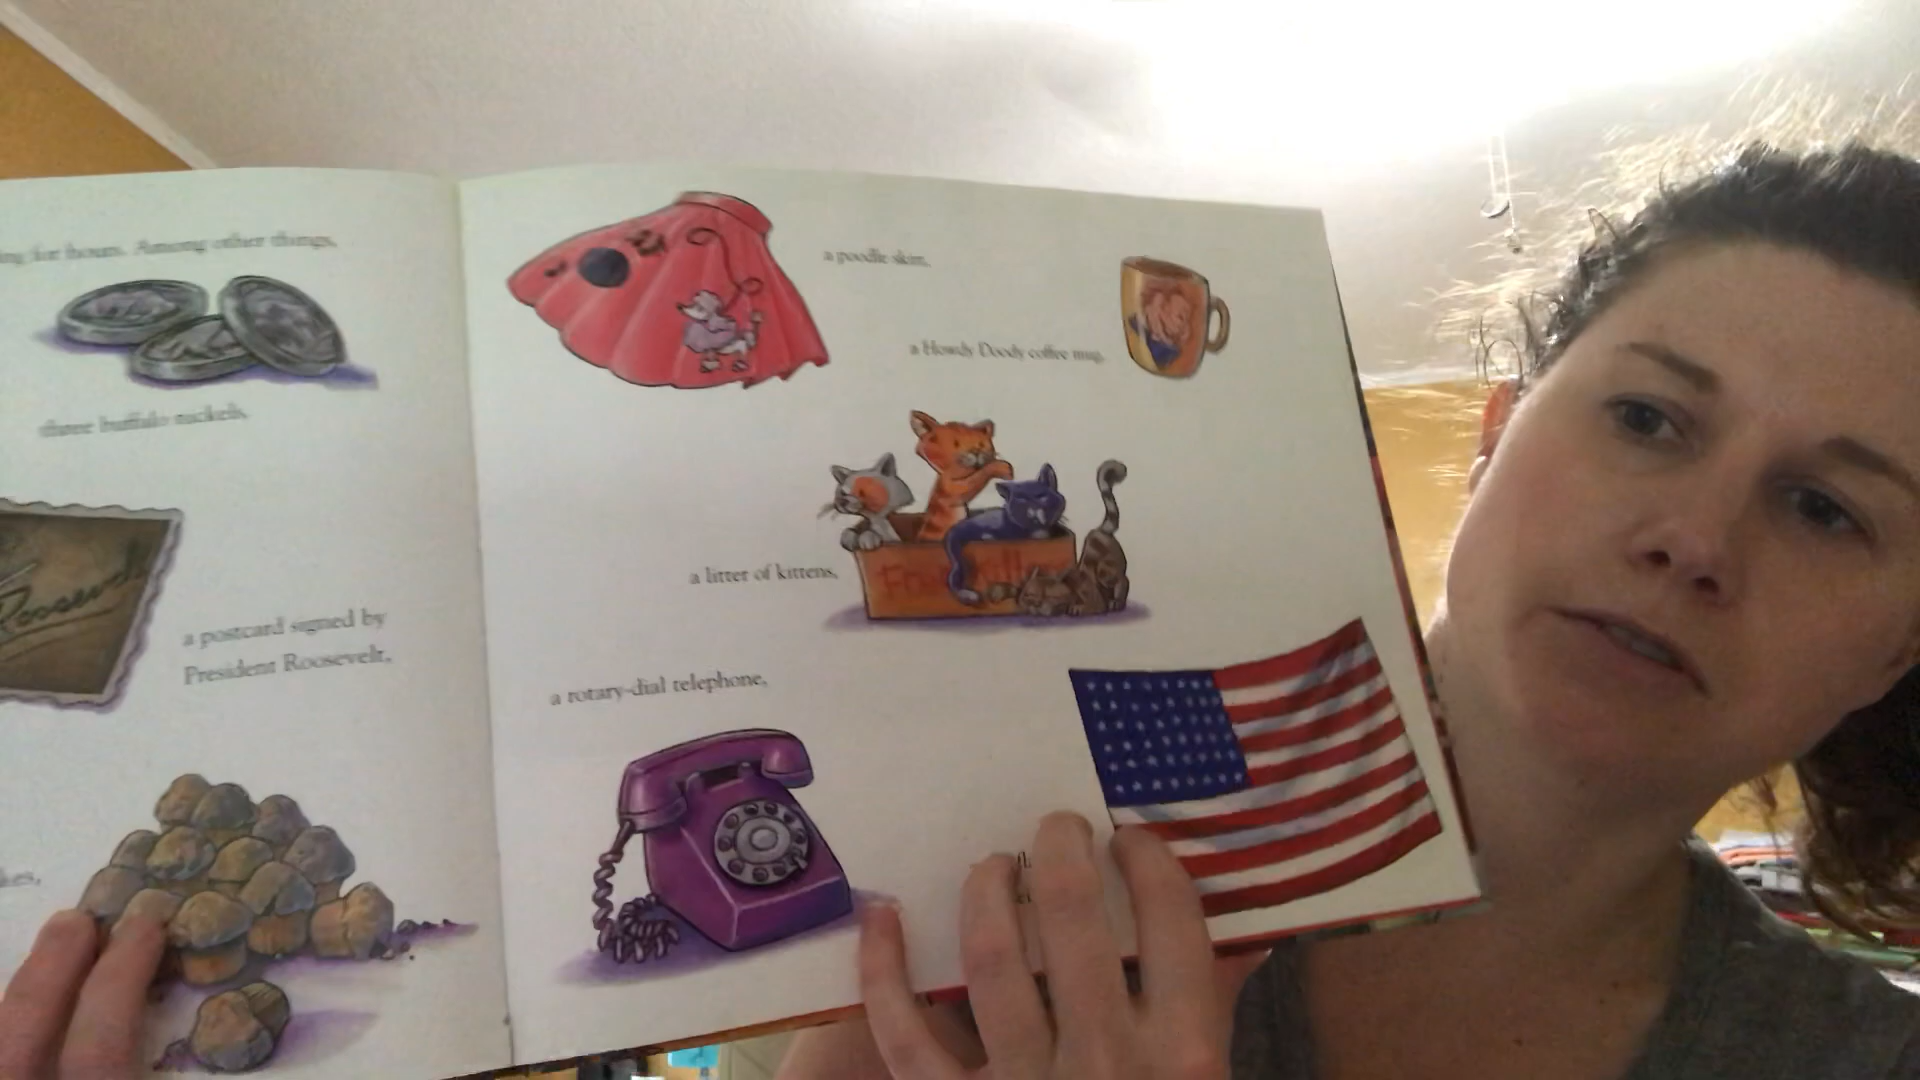 for hours. Among other things,
three buffalo nickels,
a postcard signed by
President Roosevelt,
a poodle skirt,
a Howdy Doody coffee mug,
a litter of kittens,
a rotary-dial telephone,